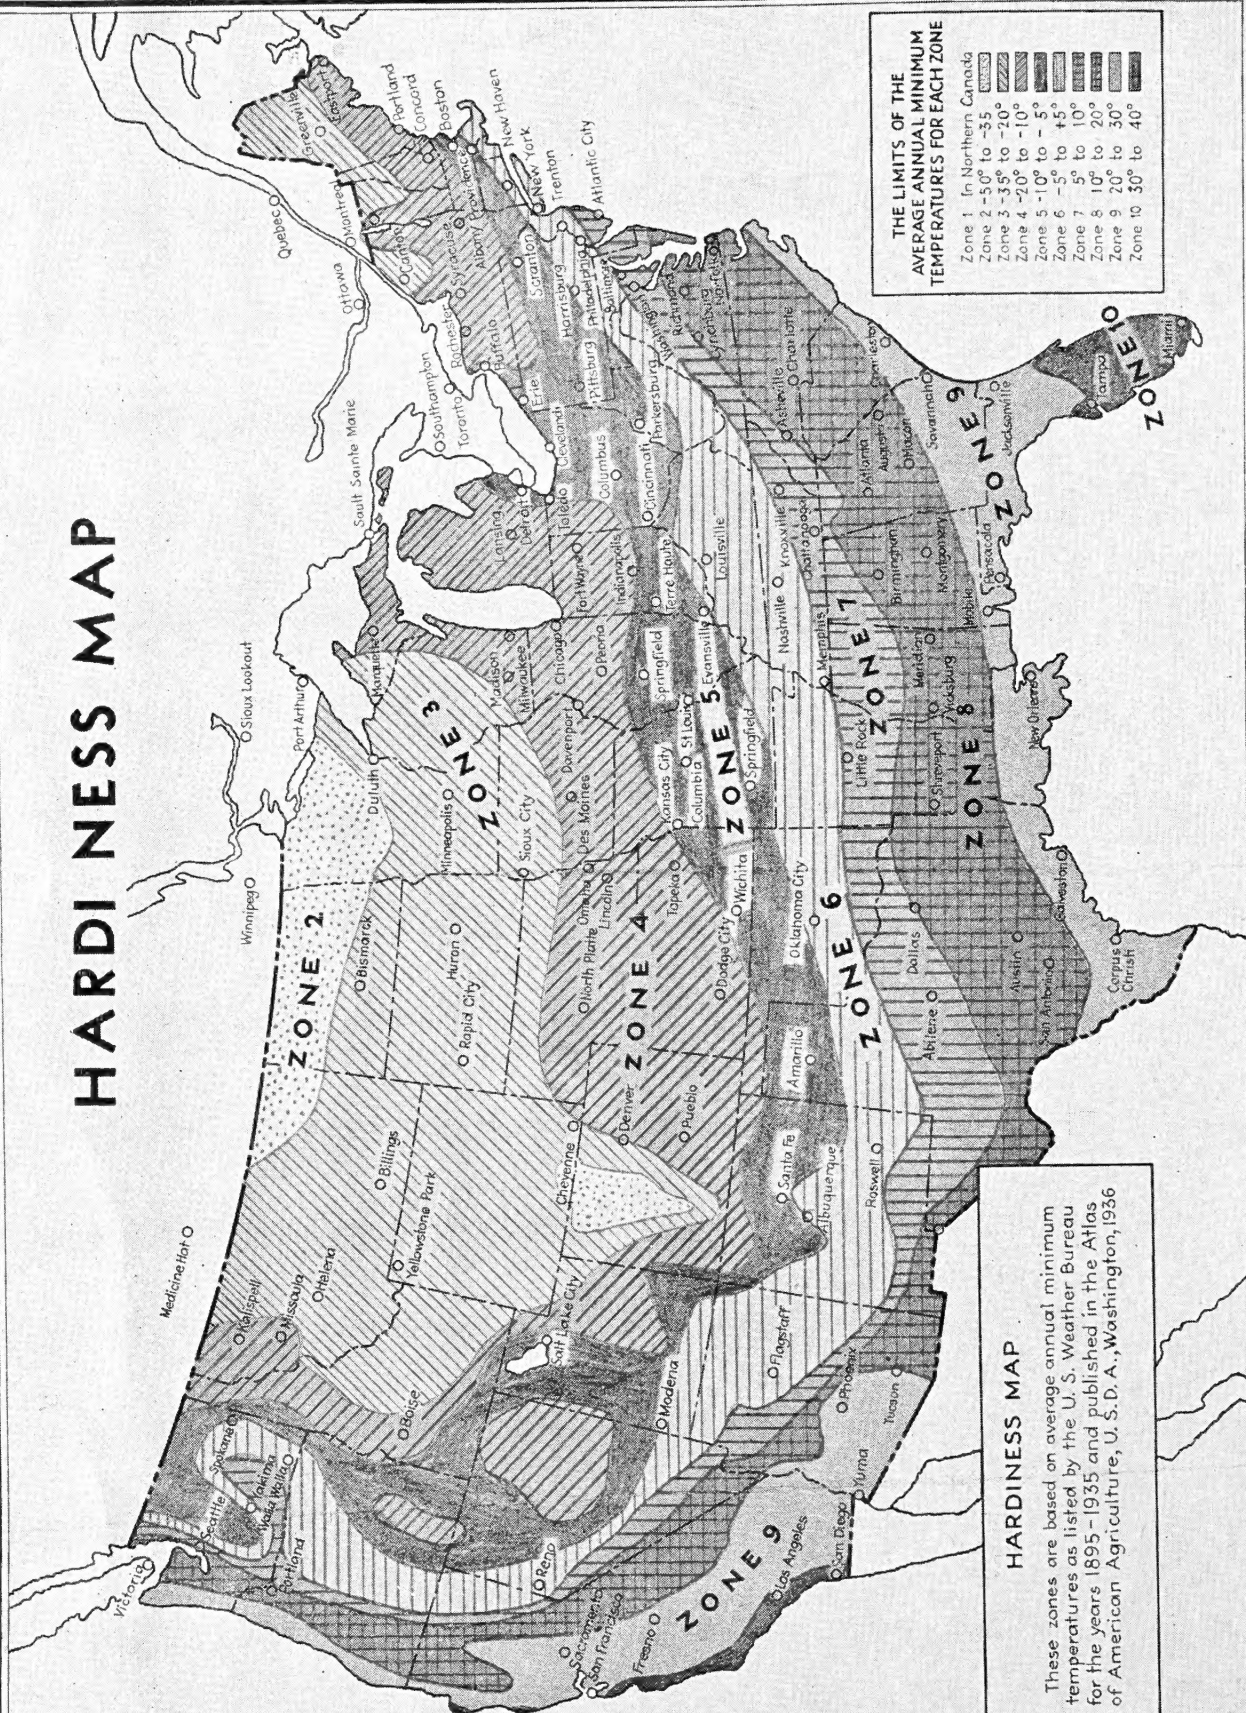 HARDINESS MAP
THE LIMITS OF THE
AVERAGE ANNUAL MINIMUM
TEMPERATURES FOR EACH ZONE
Zone 1 In Northern Canada
Zone 2 -50° to -35
Zone 3 -35° to -20°
Zone 4 -20° to -10°
Zone 5 -10° to -5°
Zone 6 -5° to +5°
Zone 7 5° to 10°
Zone 8 10° to 20°
Zone 9 20° to 30°
Zone 10 30° to 40°
HARDINESS MAP
These zones are based on average annual minimum
temperatures as listed by the U. S. Weather Bureau
for the years 1895-1935 and published in the Atlas
of American Agriculture, U. S. D. A., Washington, 1936
ZONE 2
ZONE 3
ZONE 4
ZONE 5
ZONE 6
ZONE 7
ZONE 8
ZONE 9
ZONE 9
ZONE 10
Victoria
Seattle
Spokane
Yakima
Walla Walla
Portland
Medicine Hat
Kalispell
Missoula
Helena
Billings
Yellowstone Park
Boise
Salt Lake City
Reno
Sacramento
San Francisco
Fresno
Los Angeles
San Diego
Yuma
Modena
Flagstaff
Phoenix
Tucson
Cheyenne
Denver
Pueblo
Santa Fe
Albuquerque
Roswell
Amarillo
Winnipeg
Sioux Lookout
Port Arthur
Bismarck
Rapid City
Huron
Duluth
Minneapolis
Sioux City
North Platte
Omaha
Lincoln
Des Moines
Davenport
Topeka
Dodge City
Wichita
Oklahoma City
Kansas City
Columbia
St Louis
Springfield
Springfield
Evansville
Little Rock
Memphis
Nashville
Dallas
Abilene
Austin
San Antonio
Corpus
Christi
Galveston
Shreveport
Vicksburg
Meridian
New Orleans
Mobile
Pensacola
Montgomery
Birmingham
Marquette
Sault Sainte Marie
Madison
Milwaukee
Chicago
Peoria
Lansing
Detroit
Toledo
Fort Wayne
Indianapolis
Terre Haute
Louisville
Knoxville
Chattanooga
Cincinnati
Columbus
Cleveland
Parkersburg
Southampton
Toronto
Ottawa
Montreal
Quebec
Canton
Rochester
Buffalo
Erie
Syracuse
Albany
Scranton
Harrisburg
Pittsburg
Philadelphia
Baltimore
Washington
Richmond
Norfolk
Asheville
Charlotte
Atlanta
Augusta
Macon
Charleston
Savannah
Jacksonville
Tampa
Miami
Greenville
Eastport
Portland
Concord
Boston
Providence
New Haven
New York
Trenton
Atlantic City